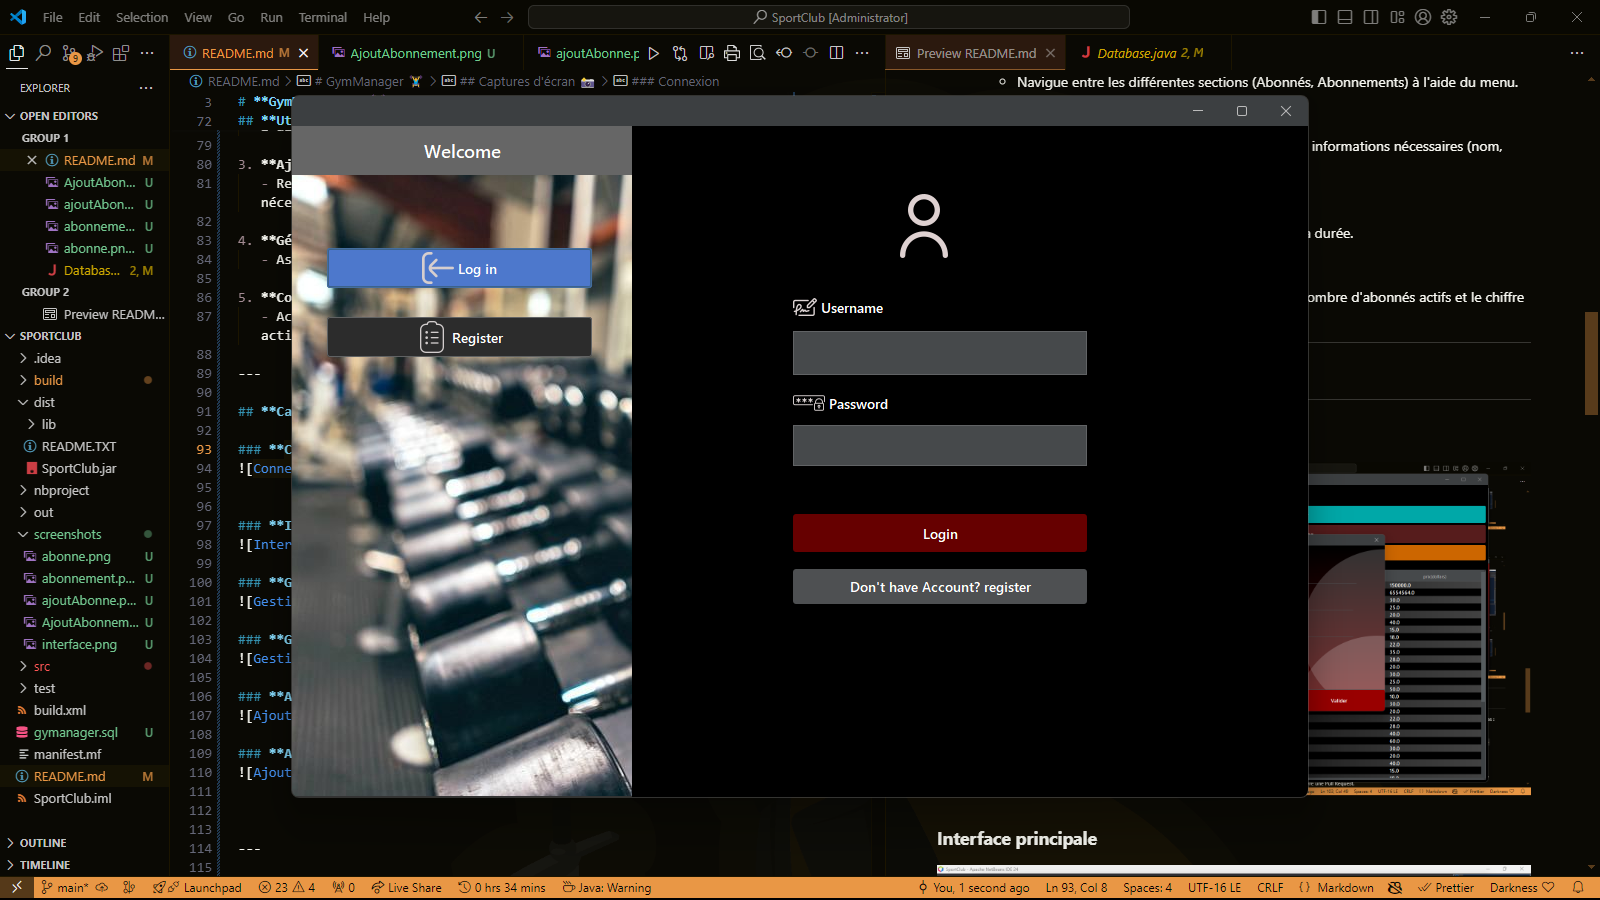 File Edit Selection View Go Run Terminal Help
SportClub [Administrator]
README.md M
AjoutAbonnement.png U
ajoutAbonne.p
Preview README.md
Database.java 2, M
EXPLORER
README.md > # GymManager > ## Captures d'écran > ### Connexion
OPEN EDITORS
GROUP 1
README.md M
AjoutAbon... U
ajoutAbon... U
abonneme... U
abonne.pn... U
Databas... 2, M
GROUP 2
Preview READM...
SPORTCLUB
.idea
build
dist
lib
README.TXT
SportClub.jar
nbproject
out
screenshots
abonne.png U
abonnement.p... U
ajoutAbonne.p... U
AjoutAbonnem... U
interface.png U
src
test
build.xml
gymanager.sql U
manifest.mf
README.md M
SportClub.iml
OUTLINE
TIMELINE
3 # **Gym
72 ## **Ut
79
80 3. **Aj
81 - Re
néce
82
83 4. **Gé
84 - As
85
86 5. **Co
87 - Ac
acti
88
89 ---
90
91 ## **Ca
92
93 ### **C
94 ![Conne
95
96
97 ### **I
98 ![Inter
99
100 ### **G
101 ![Gesti
102
103 ### **G
104 ![Gesti
105
106 ### **A
107 ![Ajout
108
109 ### **A
110 ![Ajout
111
112
113
114 ---
115
Welcome
Log in
Register
Username
Password
Login
Don't have Account? register
Navigue entre les différentes sections (Abonnés, Abonnements) à l'aide du menu.
informations nécessaires (nom,
durée.
ombre d'abonnés actifs et le chiffre
Valider
Interface principale
main* Launchpad 23 4 0 Live Share 0 hrs 34 mins Java: Warning
You, 1 second ago Ln 93, Col 8 Spaces: 4 UTF-16 LE CRLF Markdown Prettier Darkness